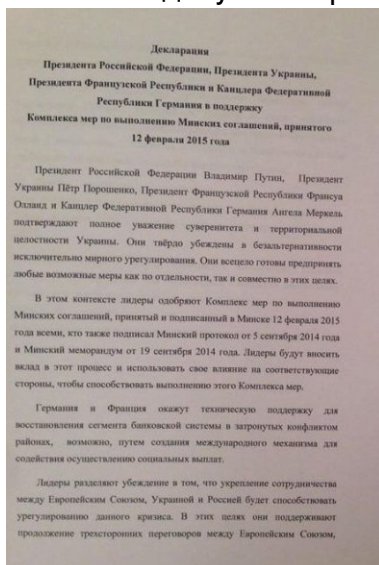 Декларация
Президента Российской Федерации, Президента Украины,
Президента Французской Республики и Канцлера Федеративной
Республики Германия в поддержку
Комплекса мер по выполнению Минских соглашений, принятого
12 февраля 2015 года
Президент Российской Федерации Владимир Путин, Президент
Украины Пётр Порошенко, Президент Французской Республики Франсуа
Олланд и Канцлер Федеративной Республики Германия Ангела Меркель
подтверждают полное уважение суверенитета и территориальной
целостности Украины. Они твёрдо убеждены в безальтернативности
исключительно мирного урегулирования. Они всецело готовы предпринять
любые возможные меры как по отдельности, так и совместно в этих целях.
В этом контексте лидеры одобряют Комплекс мер по выполнению
Минских соглашений, принятый и подписанный в Минске 12 февраля 2015
года всеми, кто также подписал Минский протокол от 5 сентября 2014 года
и Минский меморандум от 19 сентября 2014 года. Лидеры будут вносить
вклад в этот процесс и использовать свое влияние на соответствующие
стороны, чтобы способствовать выполнению этого Комплекса мер.
Германия и Франция окажут техническую поддержку для
восстановления сегмента банковской системы в затронутых конфликтом
районах, возможно, путем создания международного механизма для
содействия осуществлению социальных выплат.
Лидеры разделяют убеждение в том, что укрепление сотрудничества
между Европейским Союзом, Украиной и Россией будет способствовать
урегулированию данного кризиса. В этих целях они поддерживают
продолжение трехсторонних переговоров между Европейским Союзом,